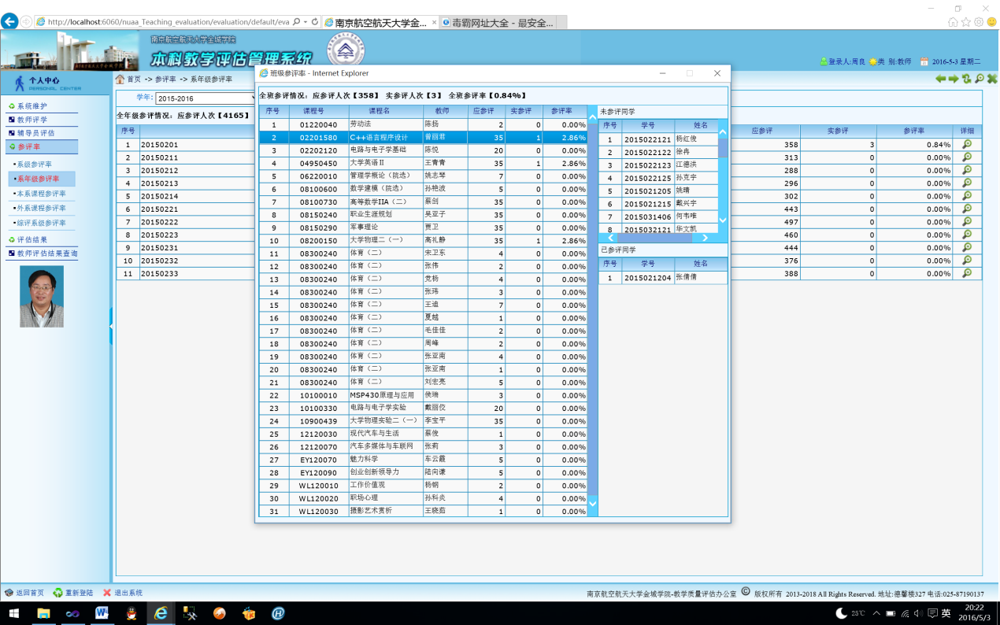 http://localhost:6060/nuaa_Teaching_evaluation/evaluation/default/eva
南京航空航天大学金...
毒霸网址大全 - 最安全...
南京航空航天大学金城学院
本科教学评估管理系统
登录人:周良 类 别:教师 2016-5-3 星期二
个人中心
PERSONAL CENTER
首页 -> 参评率 -> 系年级参评率
系统维护
教师评学
辅导员评估
参评率
系级参评率
系年级参评率
本系课程参评率
外系课程参评率
综评系级参评率
评估结果
教师评估结果查询
学年: 2015-2016
全年级参评情况: 应参评人次【4165】
序号 应参评 实参评 参评率 详细
1 20150201 358 3 0.84%
2 20150211 313 0 0.00%
3 20150212 288 0 0.00%
4 20150213 296 0 0.00%
5 20150214 302 0 0.00%
6 20150221 443 0 0.00%
7 20150222 497 0 0.00%
8 20150223 460 0 0.00%
9 20150231 444 0 0.00%
10 20150232 376 0 0.00%
11 20150233 388 0 0.00%
班级参评率 - Internet Explorer
全班参评情况: 应参评人次【358】 实参评人次【3】 全班参评率【0.84%】
序号 课程号 课程名 教师 应参评 实参评 参评率
1 01220040 劳动法 陈扬 2 0 0.00%
2 02201580 C++语言程序设计 曾丽君 35 1 2.86%
3 02202120 电路与电子学基础 陈悦 20 0 0.00%
4 04950450 大学英语Ⅱ 王青青 35 1 2.86%
5 06220010 管理学概论（院选） 姚志琴 7 0 0.00%
6 08100600 数学建模（院选） 孙艳波 5 0 0.00%
7 08100730 高等数学IIA（二） 蔡剑 35 0 0.00%
8 08150240 职业生涯规划 吴亚子 35 0 0.00%
9 08150290 军事理论 贾卫 35 0 0.00%
10 08200150 大学物理二（一） 高礼静 35 1 2.86%
11 08300240 体育（二） 宋卫东 4 0 0.00%
12 08300240 体育（二） 张伟 2 0 0.00%
13 08300240 体育（二） 党杨 4 0 0.00%
14 08300240 体育（二） 张玮 3 0 0.00%
15 08300240 体育（二） 王迪 7 0 0.00%
16 08300240 体育（二） 夏越 1 0 0.00%
17 08300240 体育（二） 毛佳佳 2 0 0.00%
18 08300240 体育（二） 周峰 2 0 0.00%
19 08300240 体育（二） 张亚南 4 0 0.00%
20 08300240 体育（二） 张亚南 1 0 0.00%
21 08300240 体育（二） 刘宏亮 5 0 0.00%
22 10100010 MSP430原理与应用 侯瑞 3 0 0.00%
23 10100330 电路与电子学实验 戴丽佼 20 0 0.00%
24 10900439 大学物理实验二（一） 李宝平 35 0 0.00%
25 12120030 现代汽车与生活 蔡俊 1 0 0.00%
26 12120070 汽车多媒体与车联网 张莉 3 0 0.00%
27 EY120070 魅力科学 车云霞 5 0 0.00%
28 EY120090 创业创新领导力 陆向谦 5 0 0.00%
29 WL120010 工作价值观 杨钢 2 0 0.00%
30 WL120020 职场心理 孙科炎 4 0 0.00%
31 WL120030 摄影艺术赏析 王晓茹 1 0 0.00%
未参评同学
序号 学号 姓名
1 2015022121 杨红俊
2 2015022122 徐冉
3 2015022123 江德洪
4 2015022125 孙克宇
5 2015021205 姚晴
6 2015021215 戴兴宇
7 2015031406 何韦唯
8 2015032121 华文凯
已参评同学
序号 学号 姓名
1 2015021204 张倩倩
返回首页 重新登陆 退出系统
南京航空航天大学金城学院-教学质量评估办公室 © 版权所有 2013-2018 All Rights Reserved. 地址:德馨楼327 电话:025-87190137
25℃ 英 20:22
2016/5/3